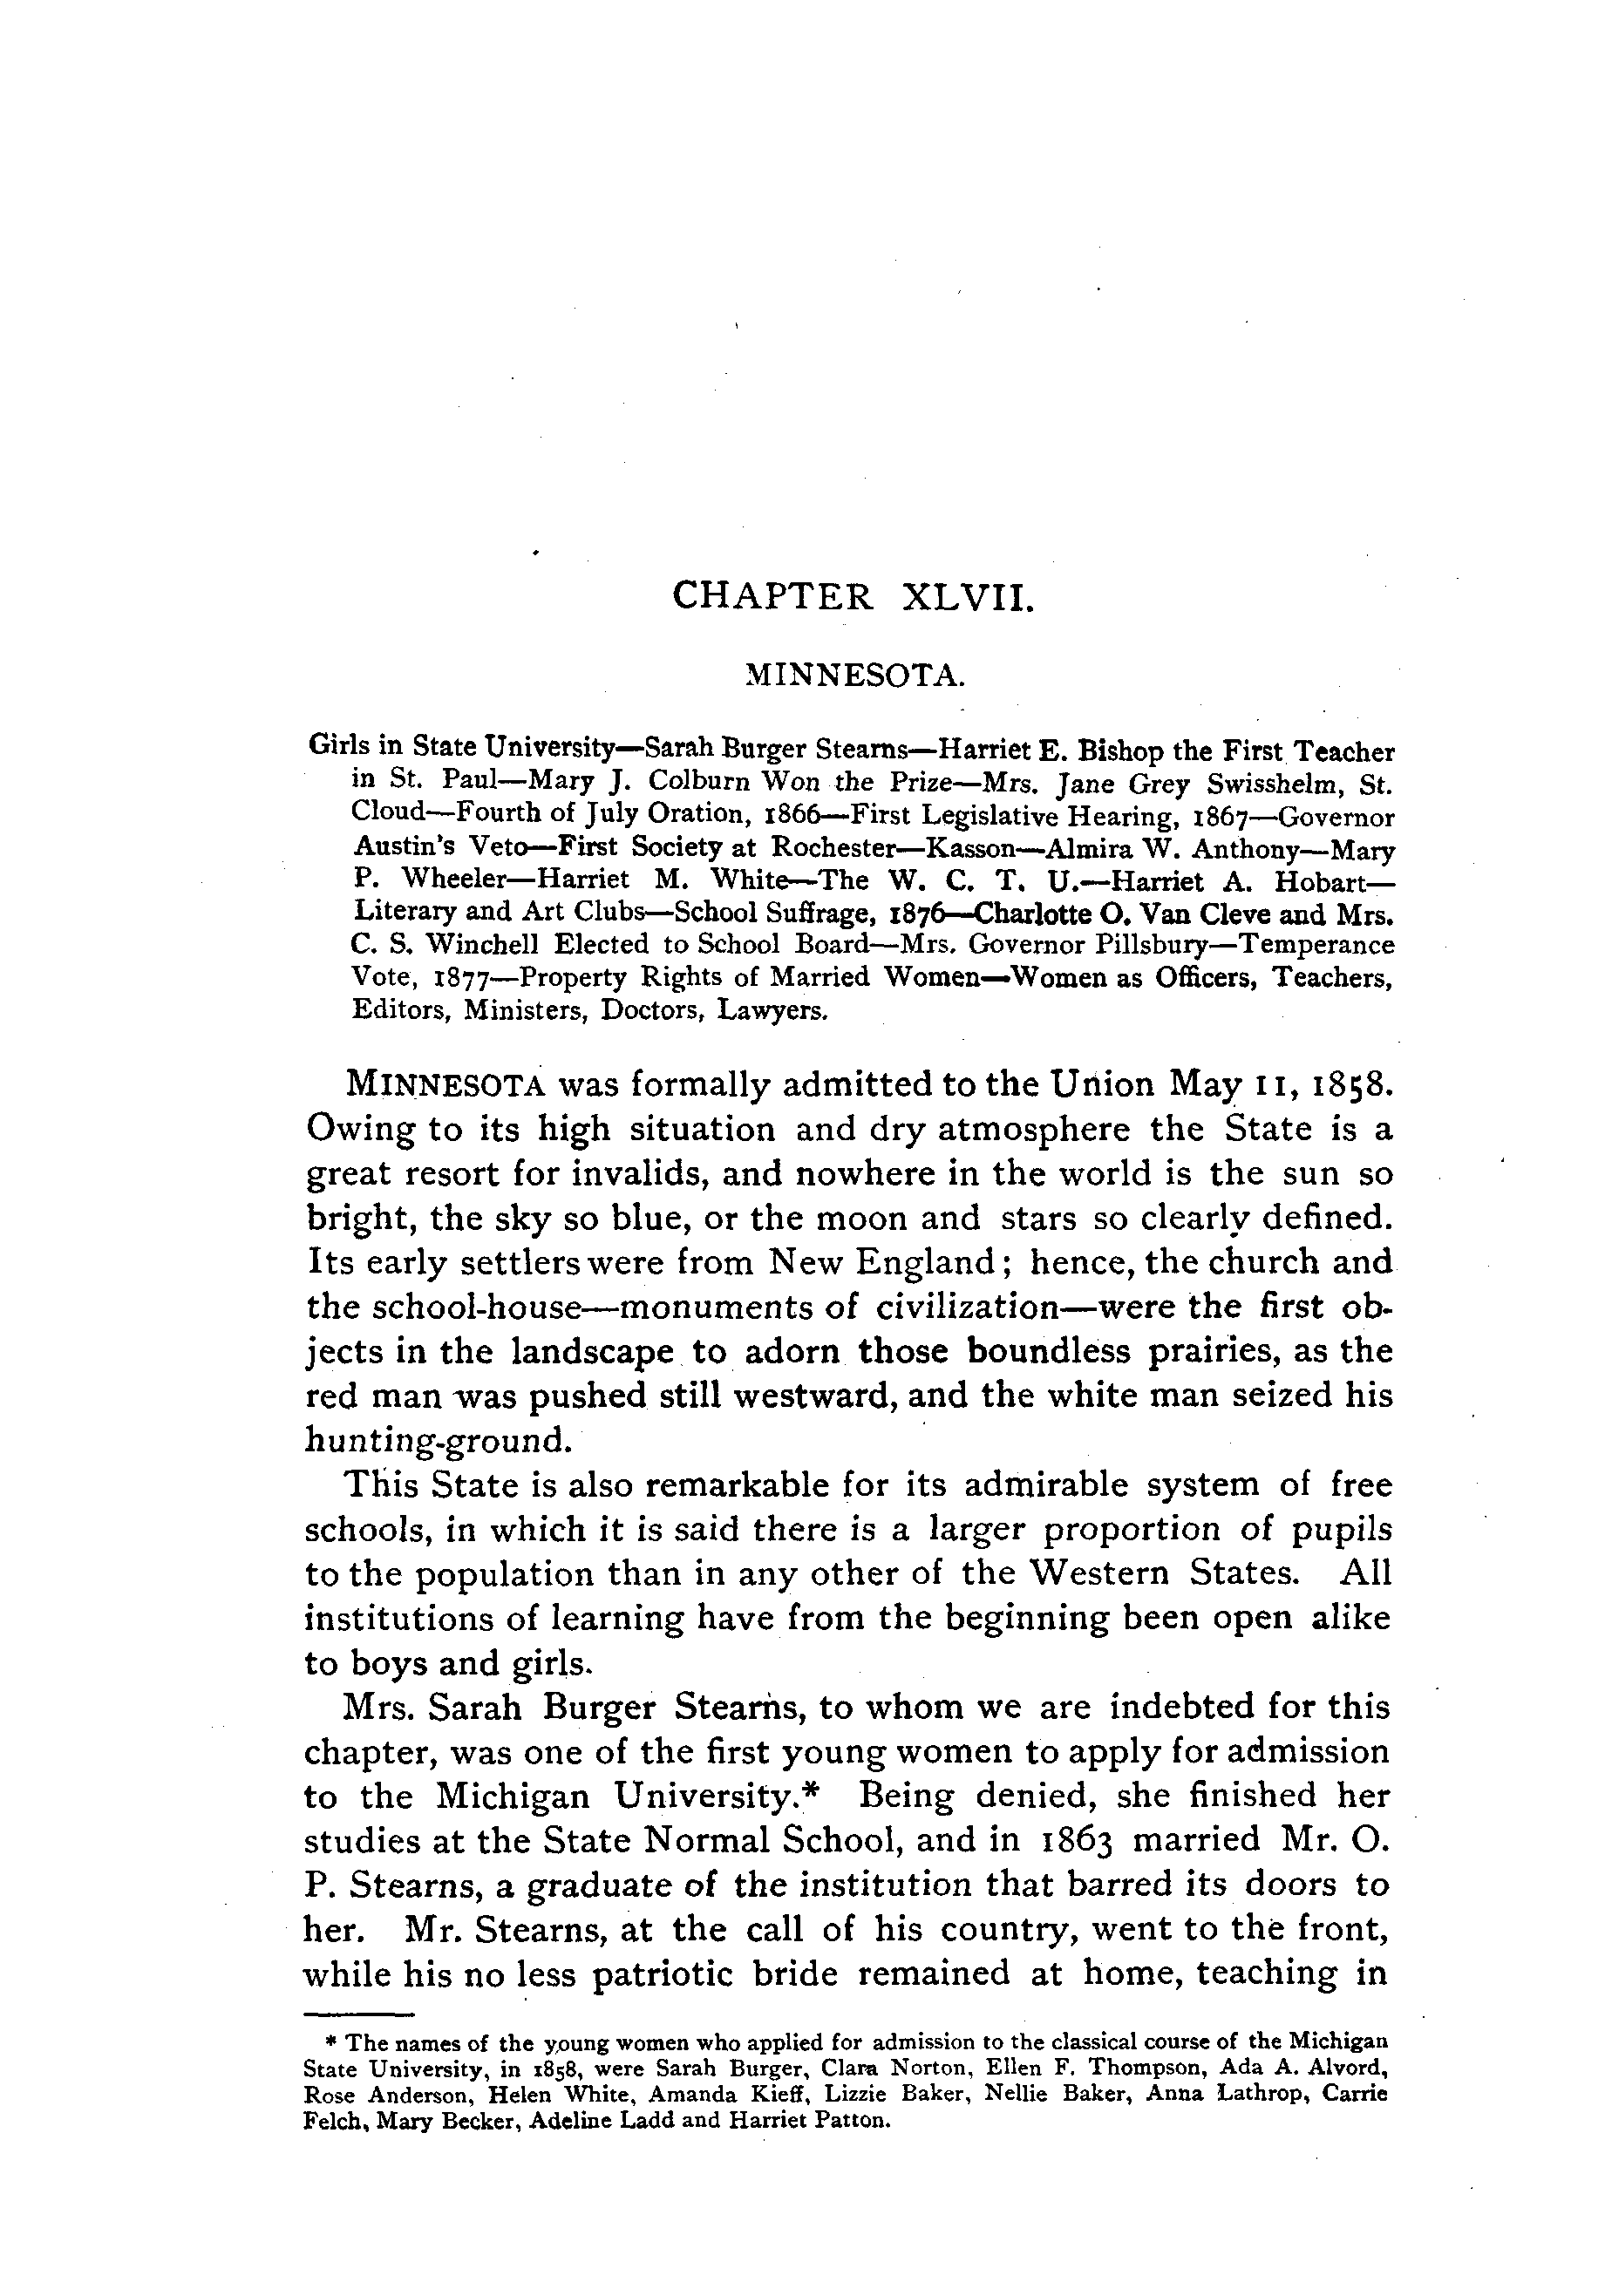 CHAPTER XLVII.
MINNESOTA.
Girls in State University—Sarah Burger Stearns—Harriet E. Bishop the First Teacher
in St. Paul—Mary J. Colburn Won the Prize—Mrs. Jane Grey Swisshelm, St.
Cloud—Fourth of July Oration, 1866—First Legislative Hearing, 1867—Governor
Austin's Veto—First Society at Rochester—Kasson—Almira W. Anthony—Mary
P. Wheeler—Harriet M. White—The W. C. T. U.—Harriet A. Hobart—
Literary and Art Clubs—School Suffrage, 1876—Charlotte O. Van Cleve and Mrs.
C. S. Winchell Elected to School Board—Mrs. Governor Pillsbury—Temperance
Vote, 1877—Property Rights of Married Women—Women as Officers, Teachers,
Editors, Ministers, Doctors, Lawyers.
MINNESOTA was formally admitted to the Union May 11, 1858.
Owing to its high situation and dry atmosphere the State is a
great resort for invalids, and nowhere in the world is the sun so
bright, the sky so blue, or the moon and stars so clearly defined.
Its early settlers were from New England; hence, the church and
the school-house—monuments of civilization—were the first ob-
jects in the landscape to adorn those boundless prairies, as the
red man was pushed still westward, and the white man seized his
hunting-ground.
This State is also remarkable for its admirable system of free
schools, in which it is said there is a larger proportion of pupils
to the population than in any other of the Western States. All
institutions of learning have from the beginning been open alike
to boys and girls.
Mrs. Sarah Burger Stearns, to whom we are indebted for this
chapter, was one of the first young women to apply for admission
to the Michigan University.* Being denied, she finished her
studies at the State Normal School, and in 1863 married Mr. O.
P. Stearns, a graduate of the institution that barred its doors to
her. Mr. Stearns, at the call of his country, went to the front,
while his no less patriotic bride remained at home, teaching in
* The names of the young women who applied for admission to the classical course of the Michigan
State University, in 1858, were Sarah Burger, Clara Norton, Ellen F. Thompson, Ada A. Alvord,
Rose Anderson, Helen White, Amanda Kieff, Lizzie Baker, Nellie Baker, Anna Lathrop, Carrie
Felch, Mary Becker, Adeline Ladd and Harriet Patton.